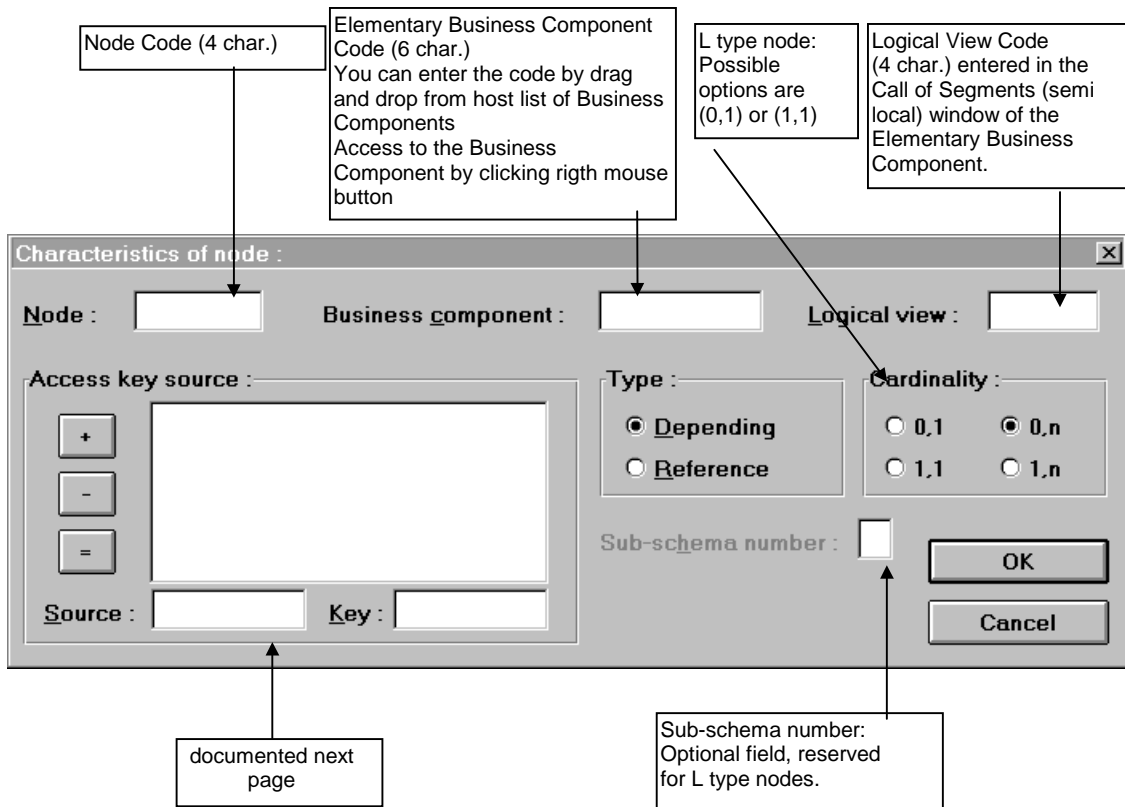 Node Code (4 char.)
Elementary Business Component
Code (6 char.)
You can enter the code by drag
and drop from host list of Business
Components
Access to the Business
Component by clicking rigth mouse
button
L type node:
Possible
options are
(0,1) or (1,1)
Logical View Code
(4 char.) entered in the
Call of Segments (semi
local) window of the
Elementary Business
Component.
Characteristics of node :
Node :
Business component :
Logical view :
Access key source :
+
-
=
Source :
Key :
Type :
Depending
Reference
Cardinality :
0,1
0,n
1,1
1,n
Sub-schema number :
OK
Cancel
documented next
page
Sub-schema number:
Optional field, reserved
for L type nodes.